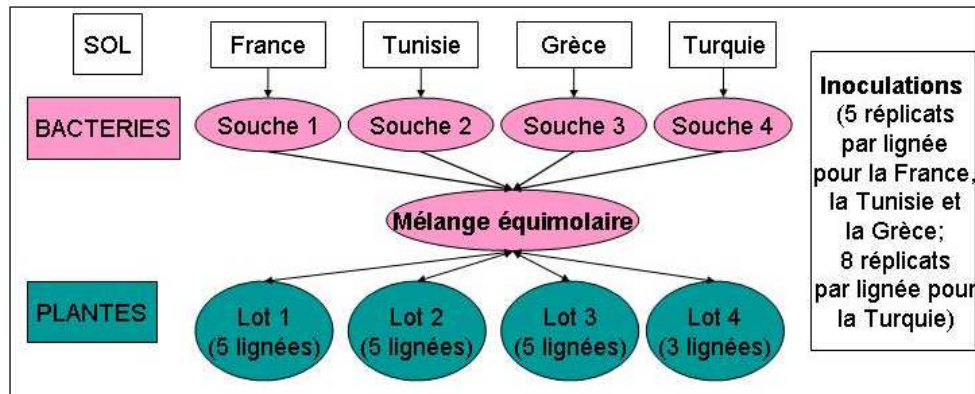 SOL
France
Tunisie
Grèce
Turquie
BACTERIES
Souche 1
Souche 2
Souche 3
Souche 4
Mélange équimolaire
PLANTES
Lot 1
(5 lignées)
Lot 2
(5 lignées)
Lot 3
(5 lignées)
Lot 4
(3 lignées)
Inoculations
(5 réplicats
par lignée
pour la France,
la Tunisie et
la Grèce;
8 réplicats
par lignée pour
la Turquie)